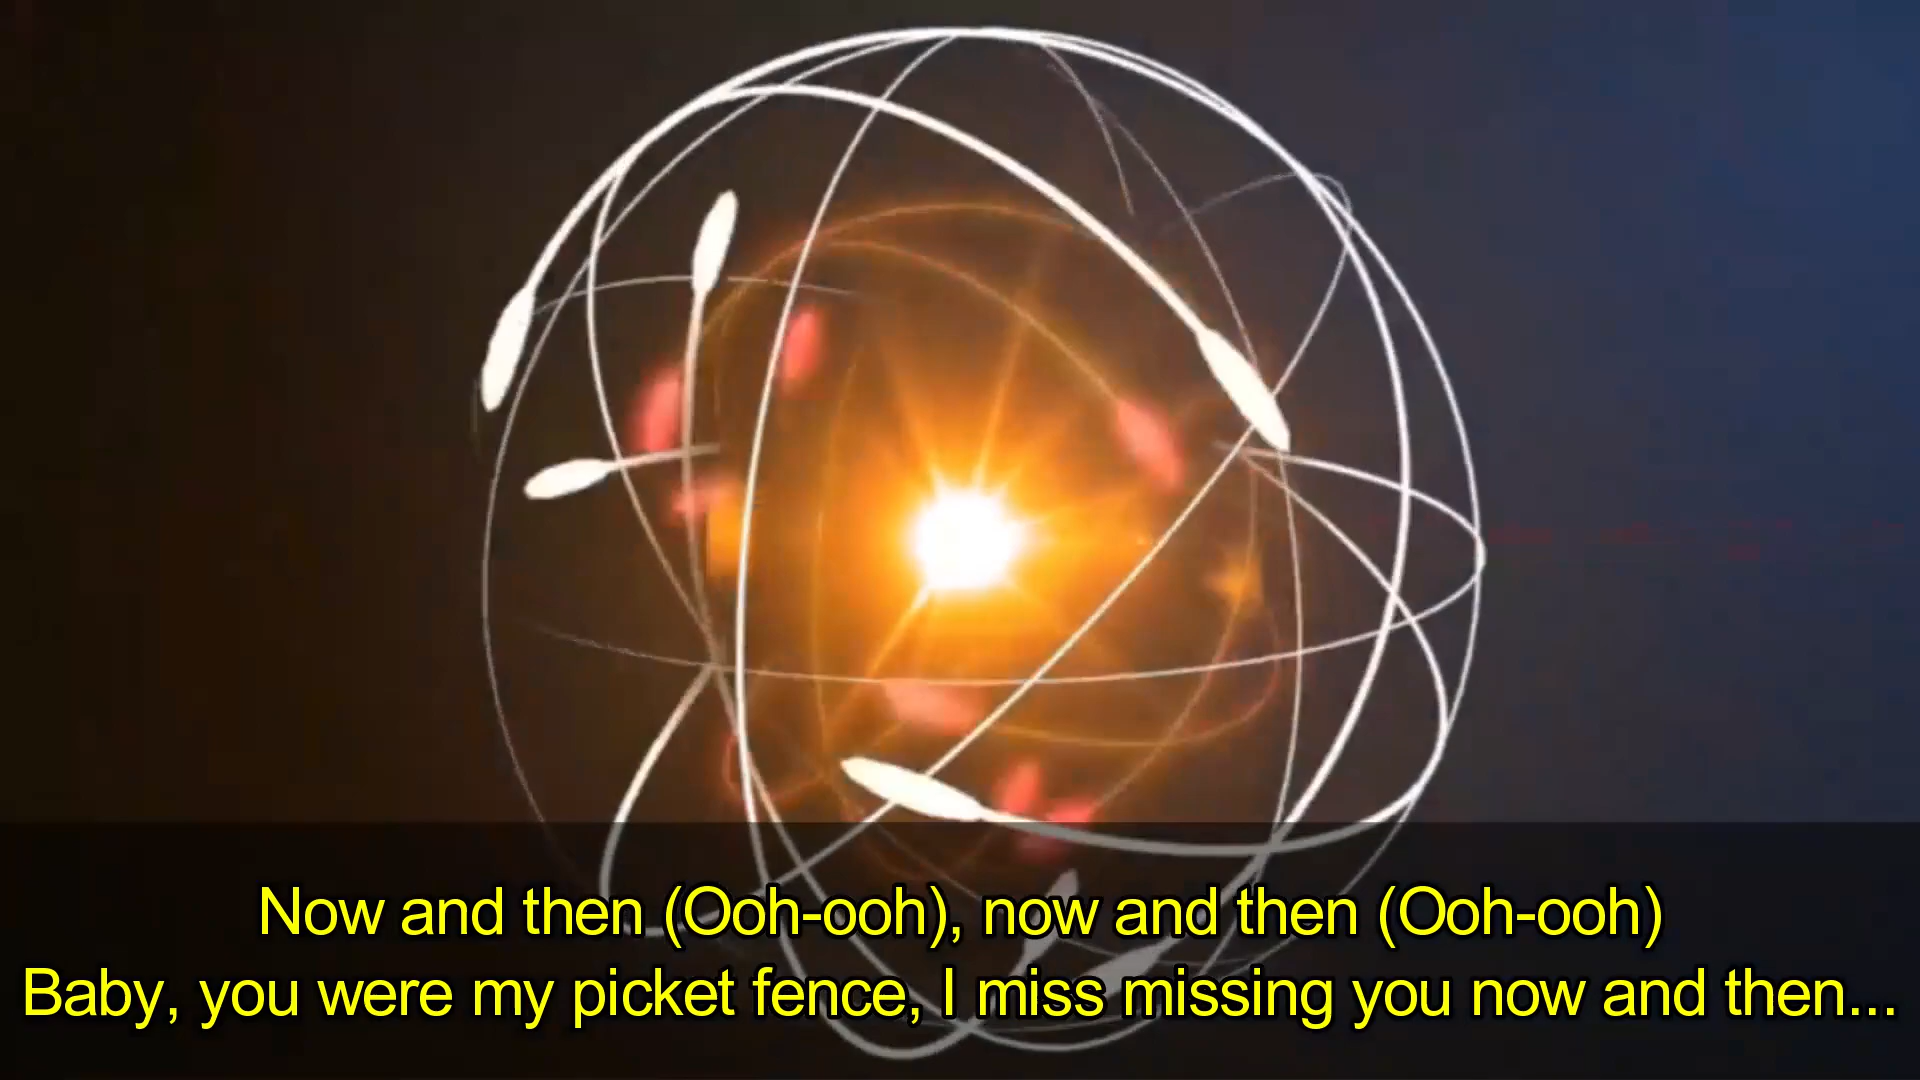 Now and then (Ooh-ooh), now and then (Ooh-ooh)
Baby, you were my picket fence, I miss missing you now and then...